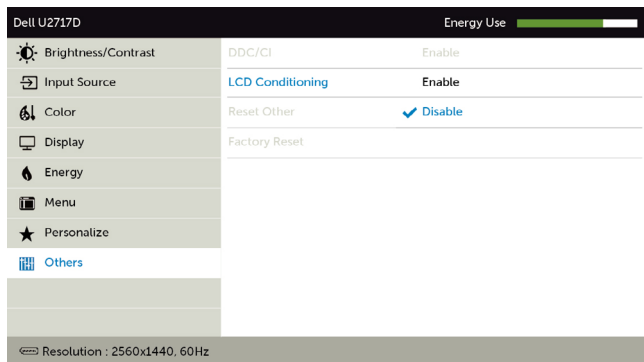 Dell U2717D Energy Use
Brightness/Contrast DDC/CI Enable
Input Source LCD Conditioning Enable
Color Reset Other Disable
Display Factory Reset
Energy
Menu
Personalize
Others
Resolution : 2560x1440, 60Hz